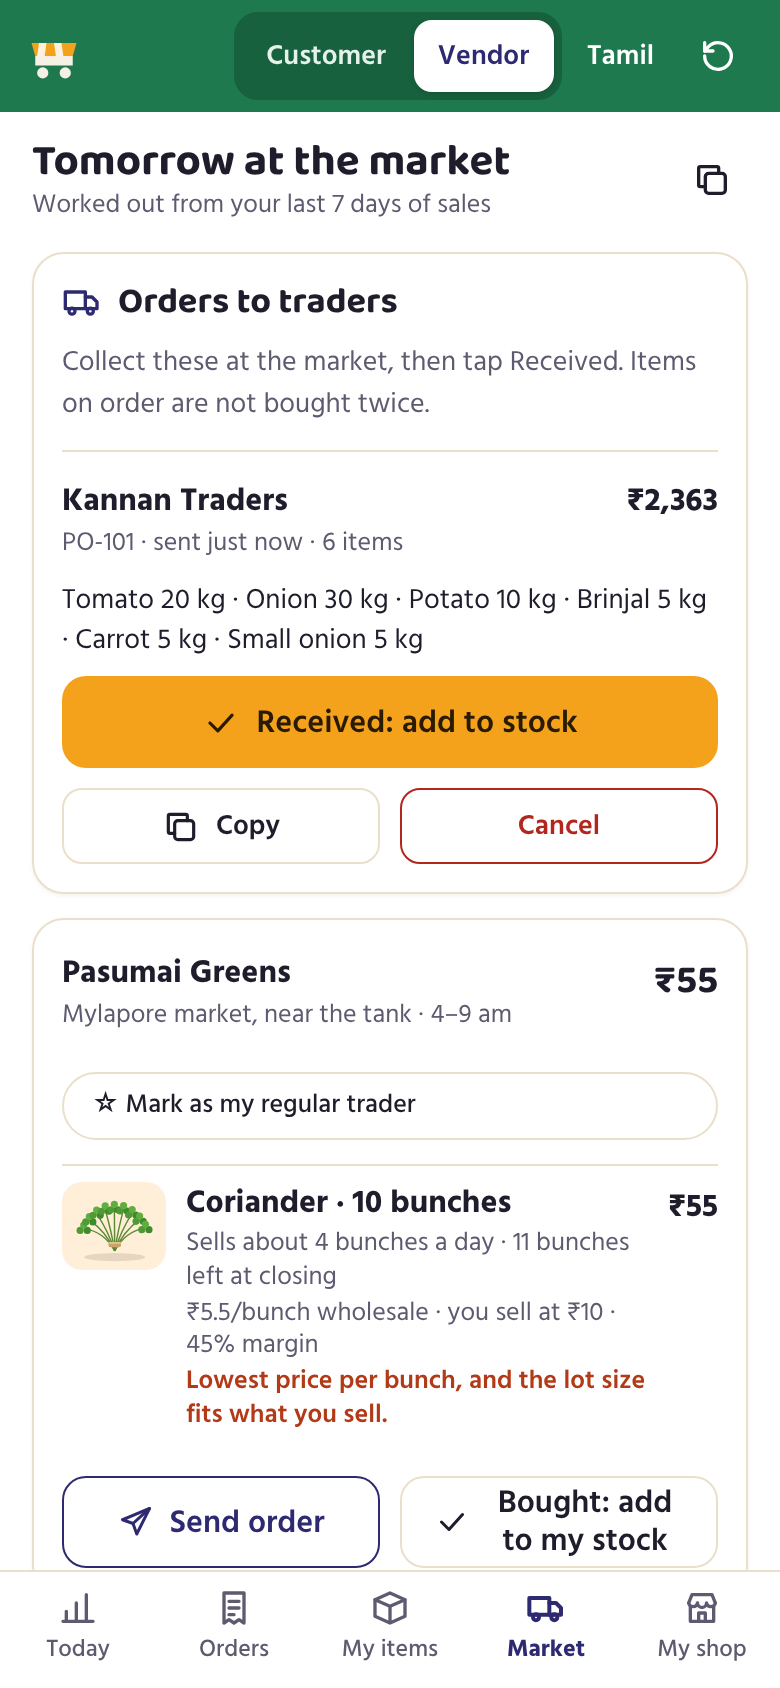 Customer
Vendor
Tamil
Tomorrow at the market
Worked out from your last 7 days of sales
Orders to traders
Collect these at the market, then tap Received. Items
on order are not bought twice.
Kannan Traders
₹2,363
PO-101 · sent just now · 6 items
Tomato 20 kg · Onion 30 kg · Potato 10 kg · Brinjal 5 kg
· Carrot 5 kg · Small onion 5 kg
Received: add to stock
Copy
Cancel
Pasumai Greens
₹55
Mylapore market, near the tank · 4–9 am
☆ Mark as my regular trader
Coriander · 10 bunches
₹55
Sells about 4 bunches a day · 11 bunches
left at closing
₹5.5/bunch wholesale · you sell at ₹10 ·
45% margin
Lowest price per bunch, and the lot size
fits what you sell.
Send order
Bought: add
to my stock
Today
Orders
My items
Market
My shop